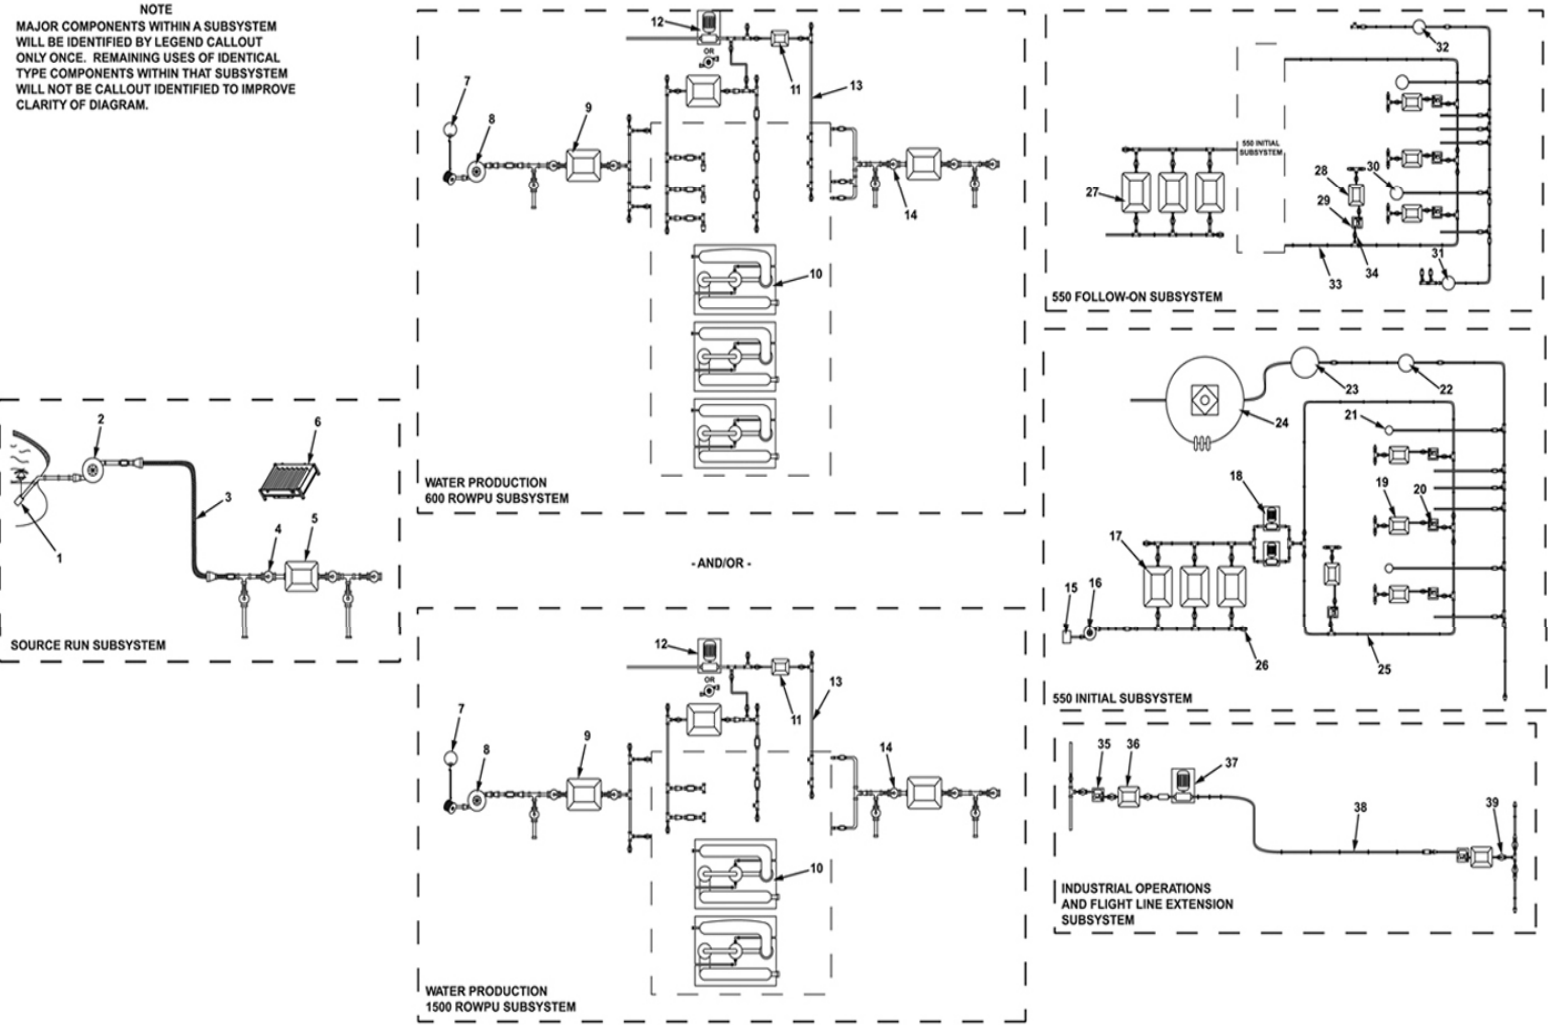 NOTE
MAJOR COMPONENTS WITHIN A SUBSYSTEM
WILL BE IDENTIFIED BY LEGEND CALLOUT
ONLY ONCE. REMAINING USES OF IDENTICAL
TYPE COMPONENTS WITHIN THAT SUBSYSTEM
WILL NOT BE CALLOUT IDENTIFIED TO IMPROVE
CLARITY OF DIAGRAM.
1
2
3
4
5
6
SOURCE RUN SUBSYSTEM
7
8
9
12
OR
11
13
14
10
WATER PRODUCTION
600 ROWPU SUBSYSTEM
- AND/OR -
7
8
9
12
OR
11
13
14
10
WATER PRODUCTION
1500 ROWPU SUBSYSTEM
32
550 INITIAL
SUBSYSTEM
27
28
30
29
31
34
33
550 FOLLOW-ON SUBSYSTEM
23
22
24
21
18
19
20
17
15
16
26
25
550 INITIAL SUBSYSTEM
35
36
37
38
39
INDUSTRIAL OPERATIONS
AND FLIGHT LINE EXTENSION
SUBSYSTEM